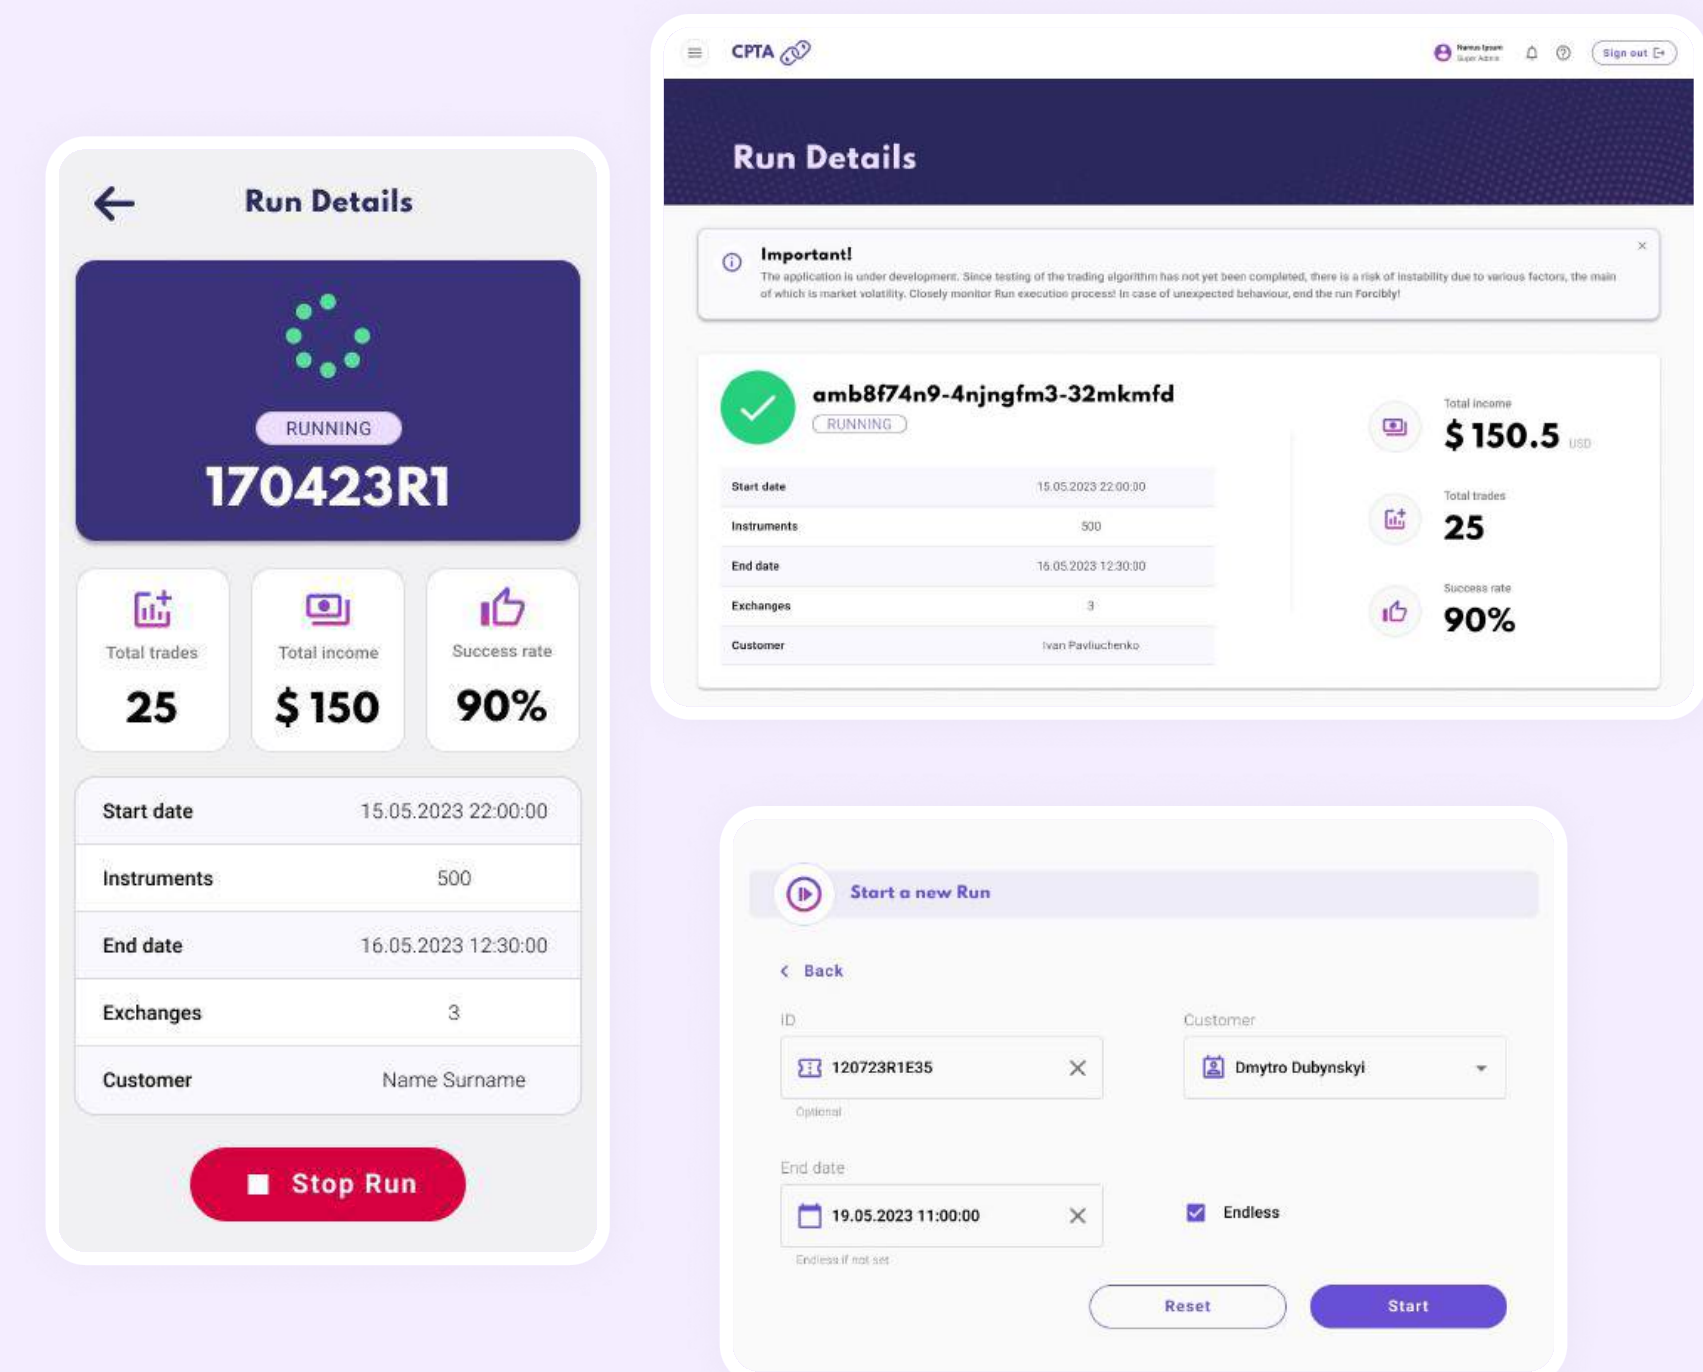 Run Details
RUNNING
170423R1
Total trades
25
Total income
$ 150
Success rate
90%
Start date 15.05.2023 22:00:00
Instruments 500
End date 16.05.2023 12:30:00
Exchanges 3
Customer Name Surname
Stop Run
CPTA
Super Admin
Sign out
Run Details
Important!
The application is under development. Since testing of the trading algorithm has not yet been completed, there is a risk of instability due to various factors, the main
of which is market volatility. Closely monitor Run execution process! In case of unexpected behaviour, end the run Forcibly!
amb8f74n9-4njngfm3-32mkmfd
RUNNING
Start date 15.05.2023 22:00:00
Instruments 500
End date 16.05.2023 12:30:00
Exchanges 3
Customer Ivan Pavliuchenko
Total income
$ 150.5 USD
Total trades
25
Success rate
90%
Start a new Run
Back
ID
120723R1E35
Optional
Customer
Dmytro Dubynskyi
End date
19.05.2023 11:00:00
Endless if not set
Endless
Reset
Start